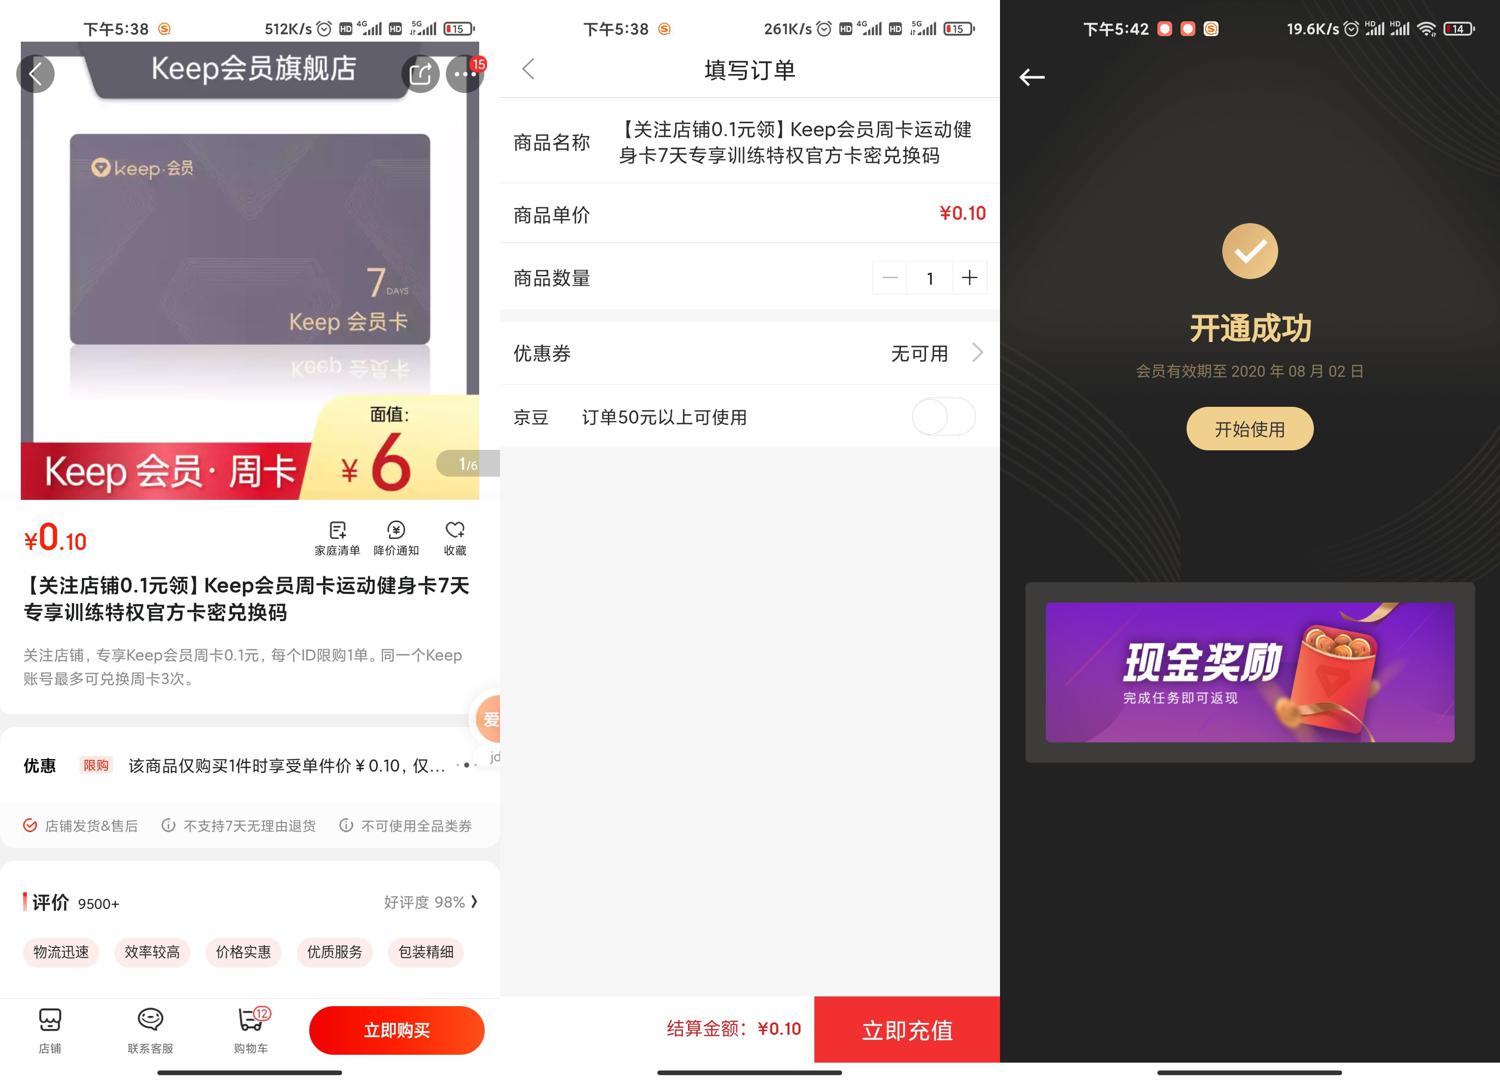 下午5:38
512K/s
4G
5G
15
Keep会员旗舰店
15
keep·会员
7
DAYS
Keep 会员卡
面值:
¥6
Keep 会员· 周卡
1/6
¥0.10
家庭清单
降价通知
收藏
【关注店铺0.1元领】Keep会员周卡运动健身卡7天
专享训练特权官方卡密兑换码
关注店铺，专享Keep会员周卡0.1元，每个ID限购1单。同一个Keep
账号最多可兑换周卡3次。
爱
jd
优惠
限购
该商品仅购买1件时享受单件价￥0.10，仅...
店铺发货&售后
不支持7天无理由退货
不可使用全品类券
评价 9500+
好评度 98%
物流迅速
效率较高
价格实惠
优质服务
包装精细
店铺
联系客服
12
购物车
立即购买
下午5:38
261K/s
HD
4G
HD
5G
15
填写订单
商品名称
【关注店铺0.1元领】Keep会员周卡运动健
身卡7天专享训练特权官方卡密兑换码
商品单价
¥0.10
商品数量
1
优惠券
无可用
京豆
订单50元以上可使用
结算金额：¥0.10
立即充值
下午5:42
19.6K/s
HD
HD
14
开通成功
会员有效期至 2020 年 08 月 02 日
开始使用
现金奖励
完成任务即可返现